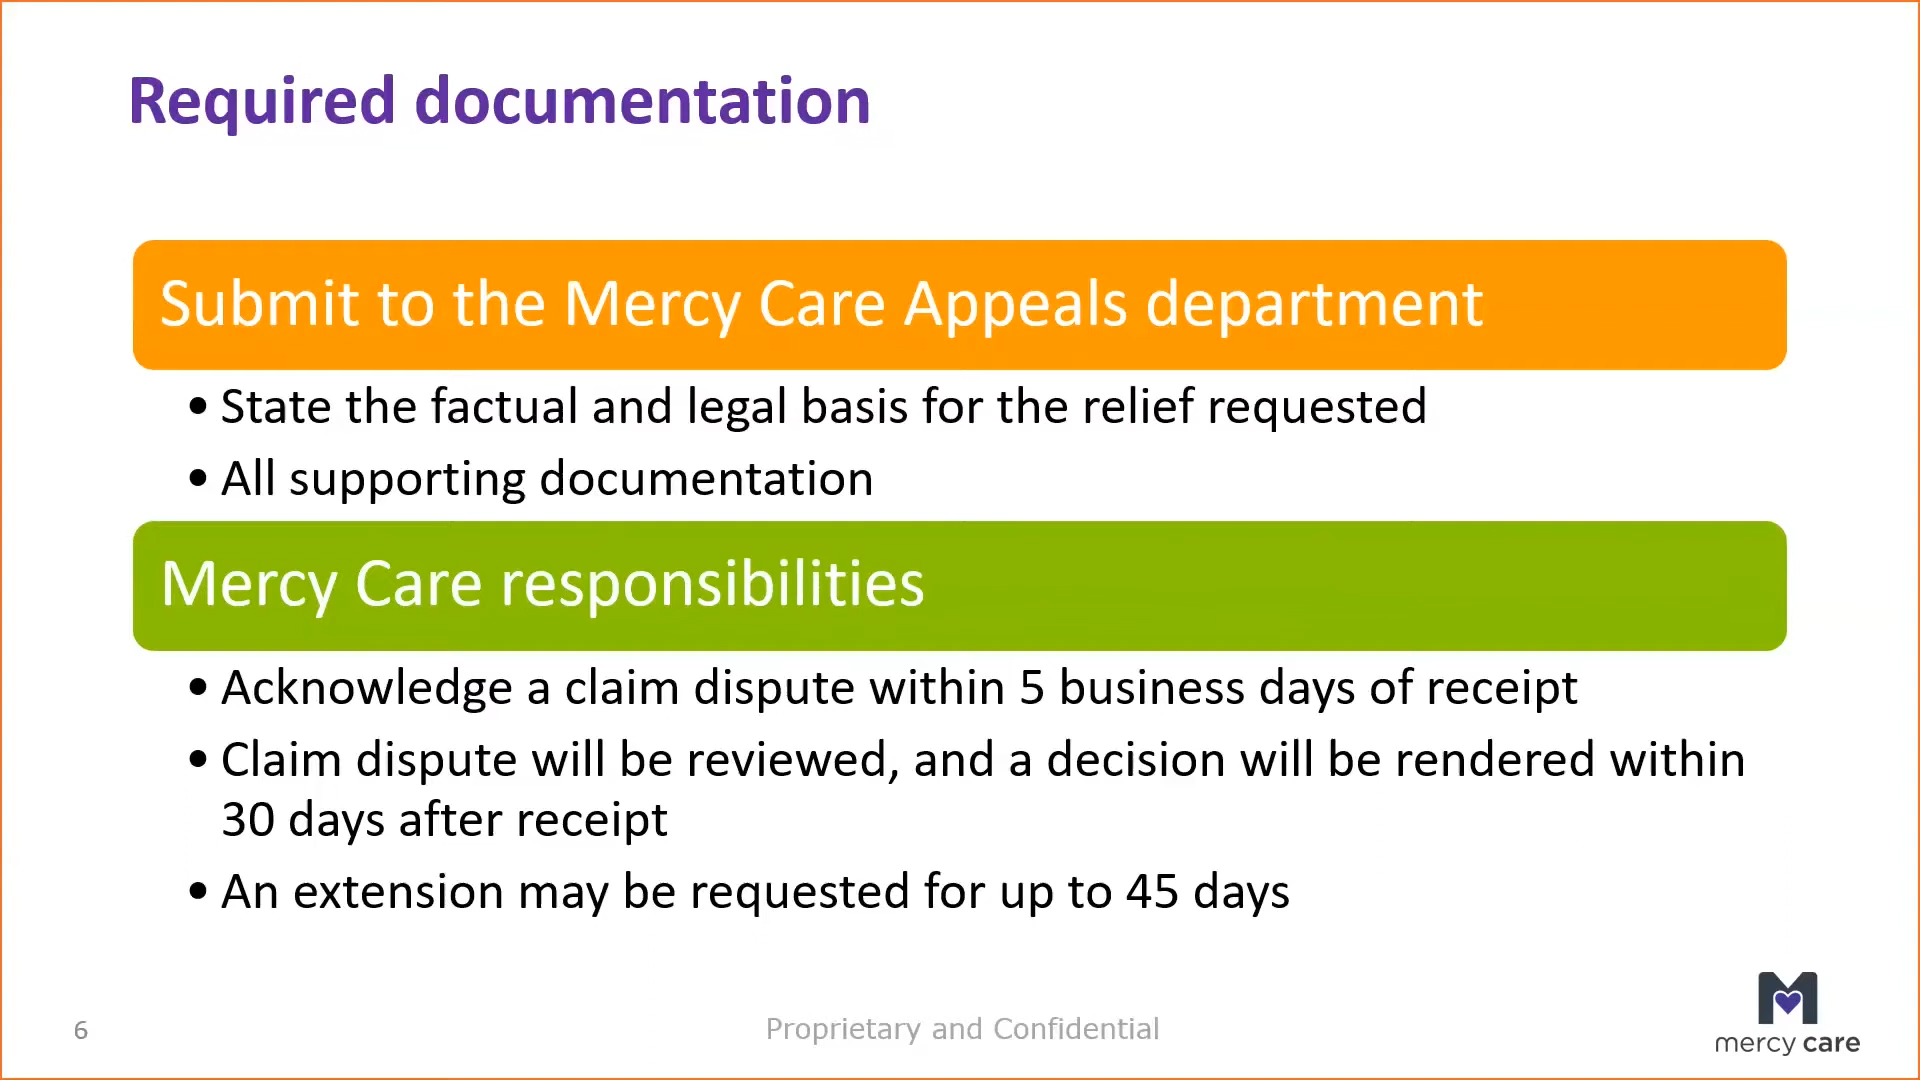 Required documentation
Submit to the Mercy Care Appeals department
• State the factual and legal basis for the relief requested
• All supporting documentation
Mercy Care responsibilities
• Acknowledge a claim dispute within 5 business days of receipt
• Claim dispute will be reviewed, and a decision will be rendered within
30 days after receipt
• An extension may be requested for up to 45 days
6
Proprietary and Confidential
mercy care